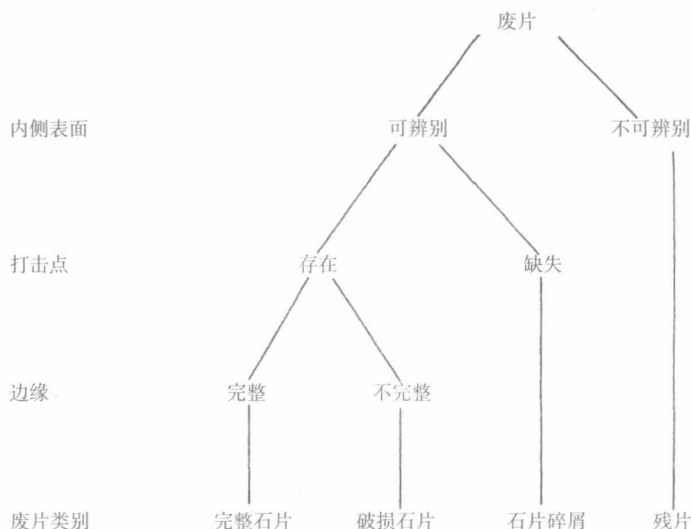 废片
内侧表面 可辨别 不可辨别
打击点 存在 缺失
边缘 完整 不完整
废片类别 完整石片 破损石片 石片碎屑 残片